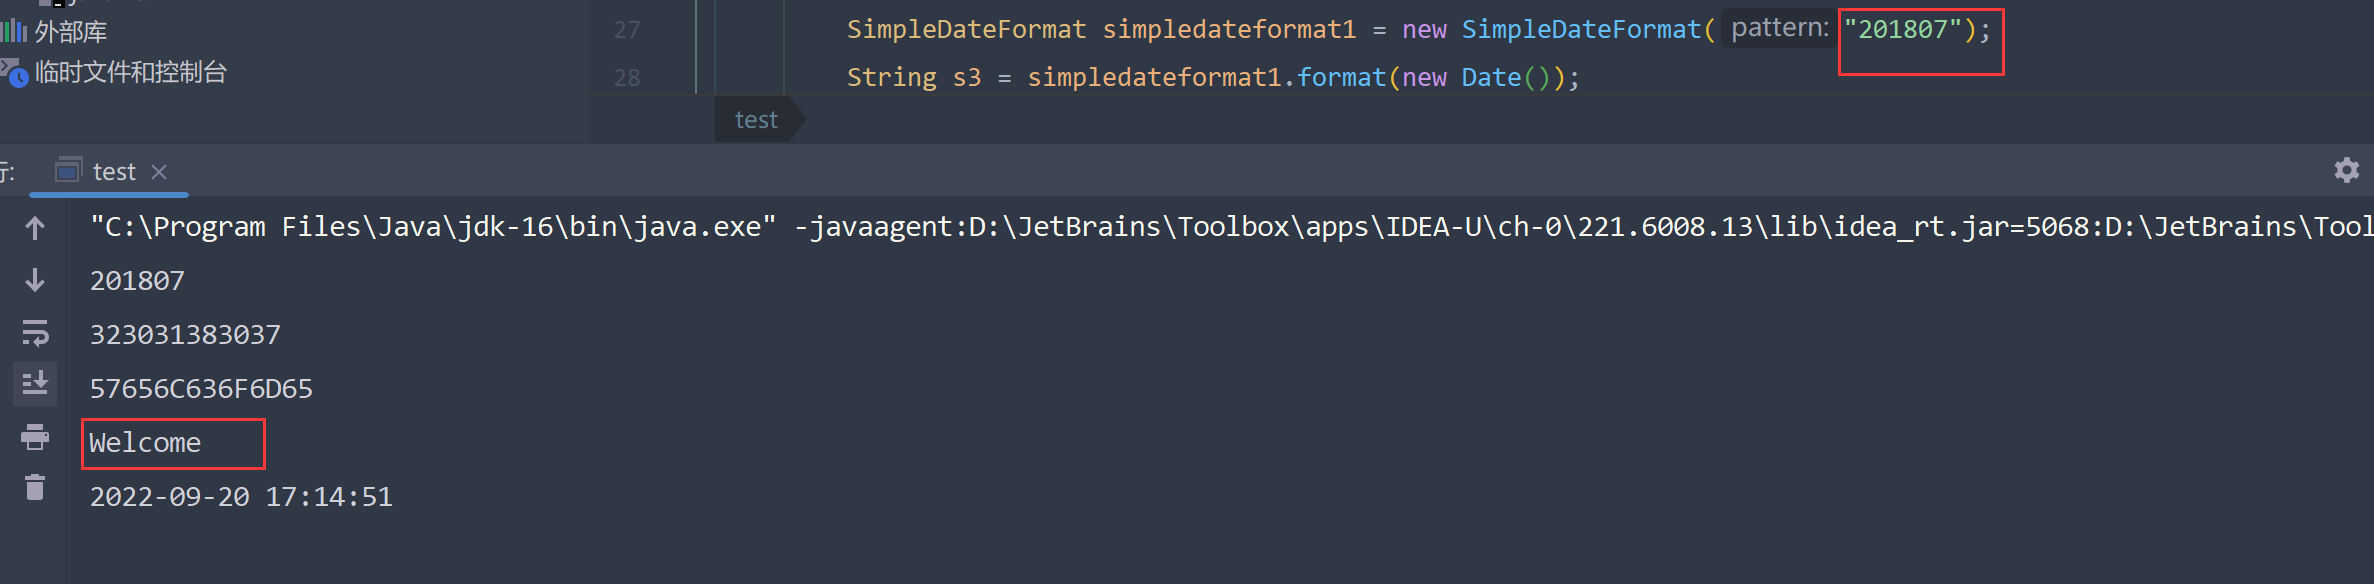 外部库
临时文件和控制台
27 SimpleDateFormat simpledateformat1 = new SimpleDateFormat( pattern: "201807");
28 String s3 = simpledateformat1.format(new Date());
test
行: test
"C:\Program Files\Java\jdk-16\bin\java.exe" -javaagent:D:\JetBrains\Toolbox\apps\IDEA-U\ch-0\221.6008.13\lib\idea_rt.jar=5068:D:\JetBrains\Tool
201807
323031383037
57656C636F6D65
Welcome
2022-09-20 17:14:51